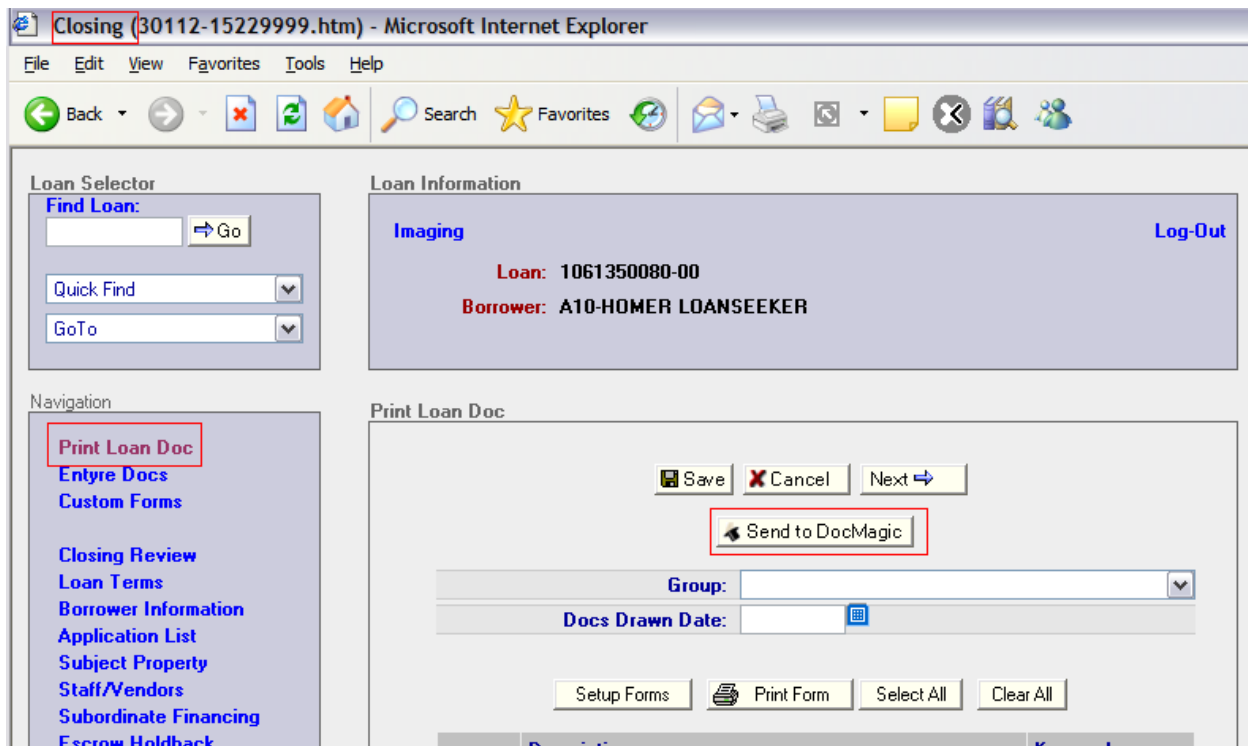 Closing (30112-15229999.htm) - Microsoft Internet Explorer
File Edit View Favorites Tools Help
Back Search Favorites
Loan Selector
Find Loan:
Go
Quick Find
GoTo
Loan Information
Imaging Log-Out
Loan: 1061350080-00
Borrower: A10-HOMER LOANSEEKER
Navigation
Print Loan Doc
Entyre Docs
Custom Forms
Closing Review
Loan Terms
Borrower Information
Application List
Subject Property
Staff/Vendors
Subordinate Financing
Escrow Holdback
Print Loan Doc
Save Cancel Next
Send to DocMagic
Group:
Docs Drawn Date:
Setup Forms Print Form Select All Clear All